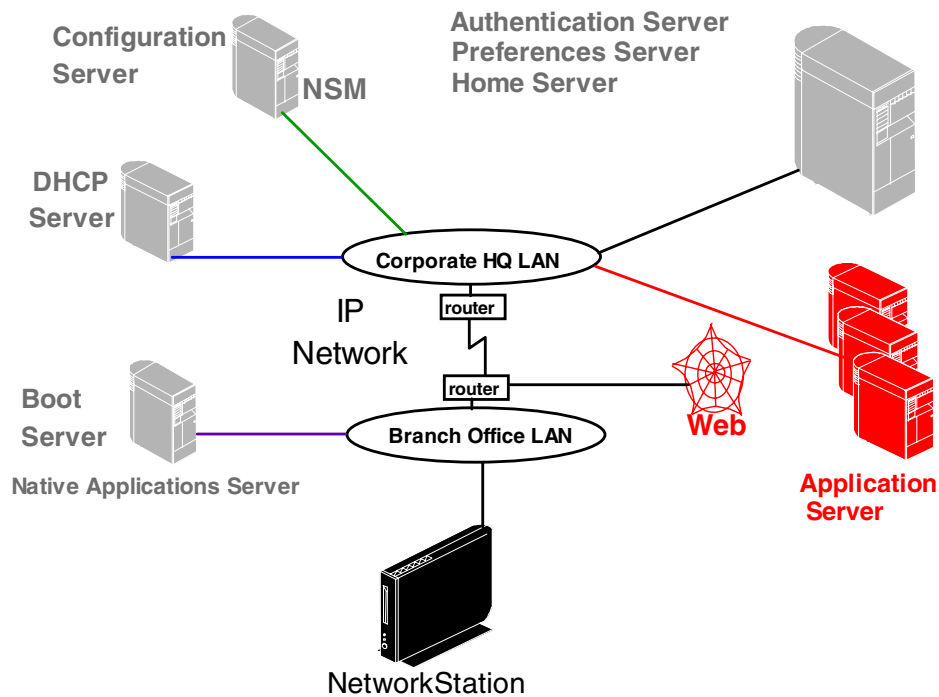 Configuration
Server
NSM
Authentication Server
Preferences Server
Home Server
DHCP
Server
Corporate HQ LAN
IP
Network
router
router
Web
Boot
Server
Branch Office LAN
Native Applications Server
Application
Server
NetworkStation